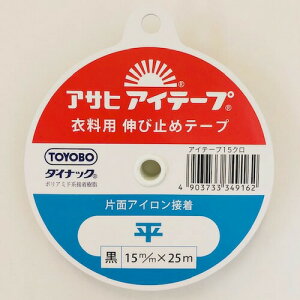 アサヒ アイテープ®
衣料用 伸び止めテープ
TOYOBO
ダイナック®
ポリアミド系接着樹脂
アイテープ15クロ
4 903733 349162
片面アイロン接着
平
黒 15m/m×25m